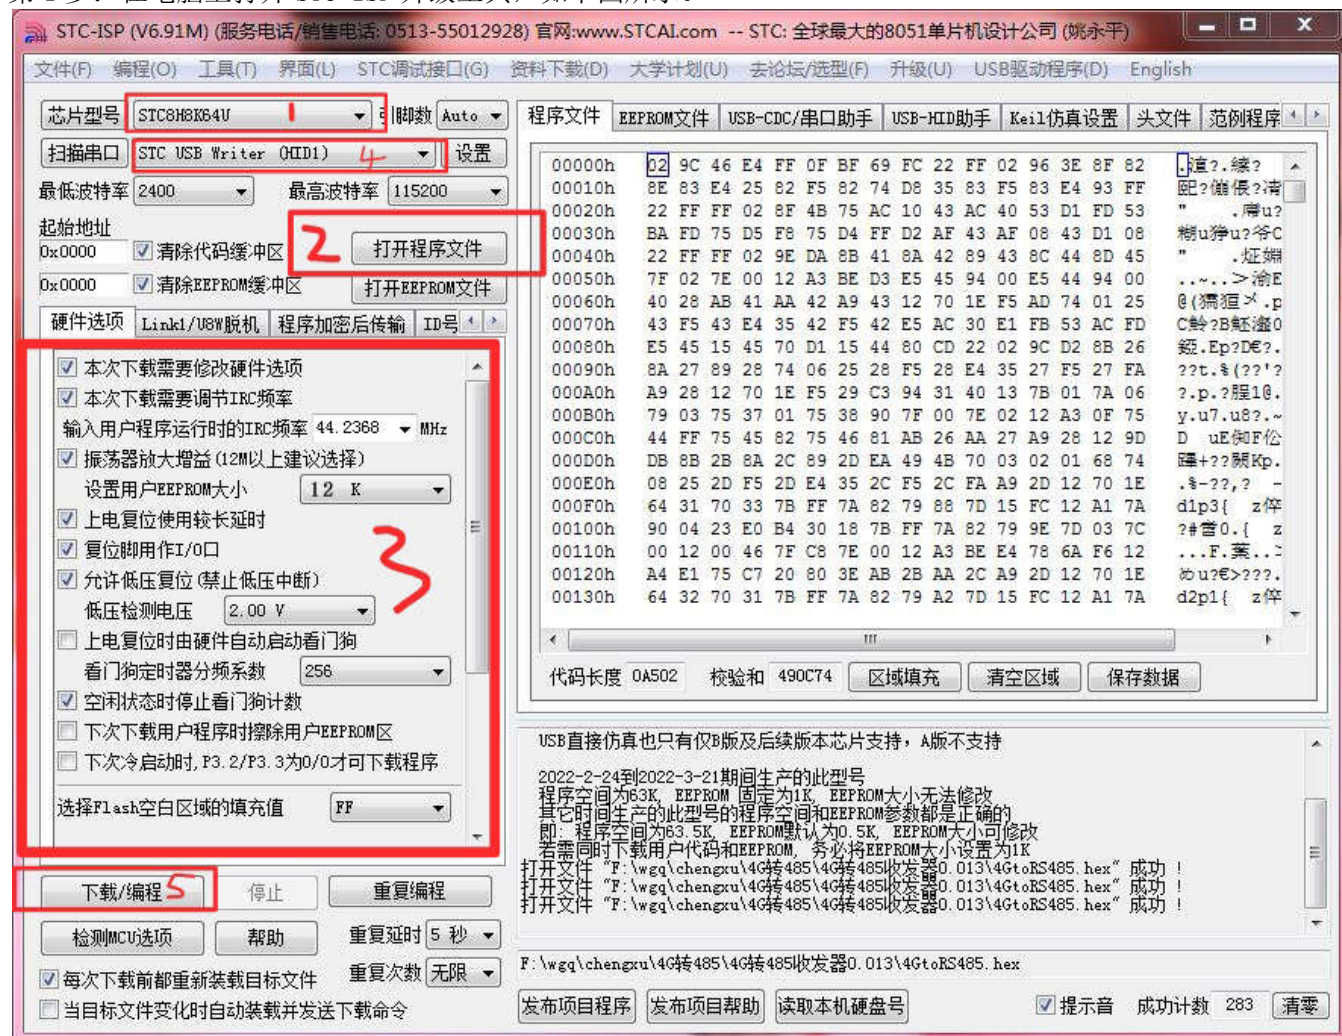 STC-ISP (V6.91M) (服务电话/销售电话: 0513-55012928) 官网:www.STCAI.com -- STC: 全球最大的8051单片机设计公司 (姚永平)
文件(F) 编程(O) 工具(T) 界面(L) STC调试接口(G) 资料下载(D) 大学计划(U) 去论坛/选型(F) 升级(U) USB驱动程序(D) English
芯片型号 STC8H8K64U 1 引脚数 Auto
扫描串口 STC USB Writer (HID1) 4 设置
最低波特率 2400 最高波特率 115200
起始地址
0x0000 清除代码缓冲区 2 打开程序文件
0x0000 清除EEPROM缓冲区 打开EEPROM文件
硬件选项 Link1/U8W脱机 程序加密后传输 ID号
本次下载需要修改硬件选项
本次下载需要调节IRC频率
输入用户程序运行时的IRC频率 44.2368 MHz
振荡器放大增益(12M以上建议选择)
设置用户EEPROM大小 12 K
上电复位使用较长延时
复位脚用作I/O口
3
允许低压复位(禁止低压中断)
低压检测电压 2.00 V
上电复位时由硬件自动启动看门狗
看门狗定时器分频系数 256
空闲状态时停止看门狗计数
下次下载用户程序时擦除用户EEPROM区
下次冷启动时,P3.2/P3.3为0/0才可下载程序
选择Flash空白区域的填充值 FF
下载/编程 5 停止 重复编程
检测MCU选项 帮助 重复延时 5 秒
每次下载前都重新装载目标文件 重复次数 无限
当目标文件变化时自动装载并发送下载命令
程序文件 EEPROM文件 USB-CDC/串口助手 USB-HID助手 Keil仿真设置 头文件 范例程序
00000h 02 9C 46 E4 FF 0F BF 69 FC 22 FF 02 96 3E 8F 82
00010h 8E 83 E4 25 82 F5 82 74 D8 35 83 F5 83 E4 93 FF
00020h 22 FF FF 02 8F 4B 75 AC 10 43 AC 40 53 D1 FD 53
00030h BA FD 75 D5 F8 75 D4 FF D2 AF 43 AF 08 43 D1 08
00040h 22 FF FF 02 9E DA 8B 41 8A 42 89 43 8C 44 8D 45
00050h 7F 02 7E 00 12 A3 BE D3 E5 45 94 00 E5 44 94 00
00060h 40 28 AB 41 AA 42 A9 43 12 70 1E F5 AD 74 01 25
00070h 43 F5 43 E4 35 42 F5 42 E5 AC 30 E1 FB 53 AC FD
00080h E5 45 15 45 70 D1 15 44 80 CD 22 02 9C D2 8B 26
00090h 8A 27 89 28 74 06 25 28 F5 28 E4 35 27 F5 27 FA
000A0h A9 28 12 70 1E F5 29 C3 94 31 40 13 7B 01 7A 06
000B0h 79 03 75 37 01 75 38 90 7F 00 7E 02 12 A3 0F 75
000C0h 44 FF 75 45 82 75 46 81 AB 26 AA 27 A9 28 12 9D
000D0h DB 8B 2B 8A 2C 89 2D EA 49 4B 70 03 02 01 68 74
000E0h 08 25 2D F5 2D E4 35 2C F5 2C FA A9 2D 12 70 1E
000F0h 64 31 70 33 7B FF 7A 82 79 88 7D 15 FC 12 A1 7A
00100h 90 04 23 E0 B4 30 18 7B FF 7A 82 79 9E 7D 03 7C
00110h 00 12 00 46 7F C8 7E 00 12 A3 BE E4 78 6A F6 12
00120h A4 E1 75 C7 20 80 3E AB 2B AA 2C A9 2D 12 70 1E
00130h 64 32 70 31 7B FF 7A 82 79 A2 7D 15 FC 12 A1 7A
代码长度 0A502 校验和 490C74 区域填充 清空区域 保存数据
USB直接仿真也只有仅B版及后续版本芯片支持，A版不支持
2022-2-24到2022-3-21期间生产的此型号
程序空间为63K, EEPROM 固定为1K, EEPROM大小无法修改
其它时间生产的此型号的程序空间和EEPROM参数都是正确的
即: 程序空间为63.5K, EEPROM默认为0.5K, EEPROM大小可修改
若需同时下载用户代码和EEPROM, 务必将EEPROM大小设置为1K
打开文件 "F:\wgq\chengxu\4G转485\4G转485收发器0.013\4GtoRS485.hex" 成功 !
打开文件 "F:\wgq\chengxu\4G转485\4G转485收发器0.013\4GtoRS485.hex" 成功 !
打开文件 "F:\wgq\chengxu\4G转485\4G转485收发器0.013\4GtoRS485.hex" 成功 !
F:\wgq\chengxu\4G转485\4G转485收发器0.013\4GtoRS485.hex
发布项目程序 发布项目帮助 读取本机硬盘号 提示音 成功计数 283 清零